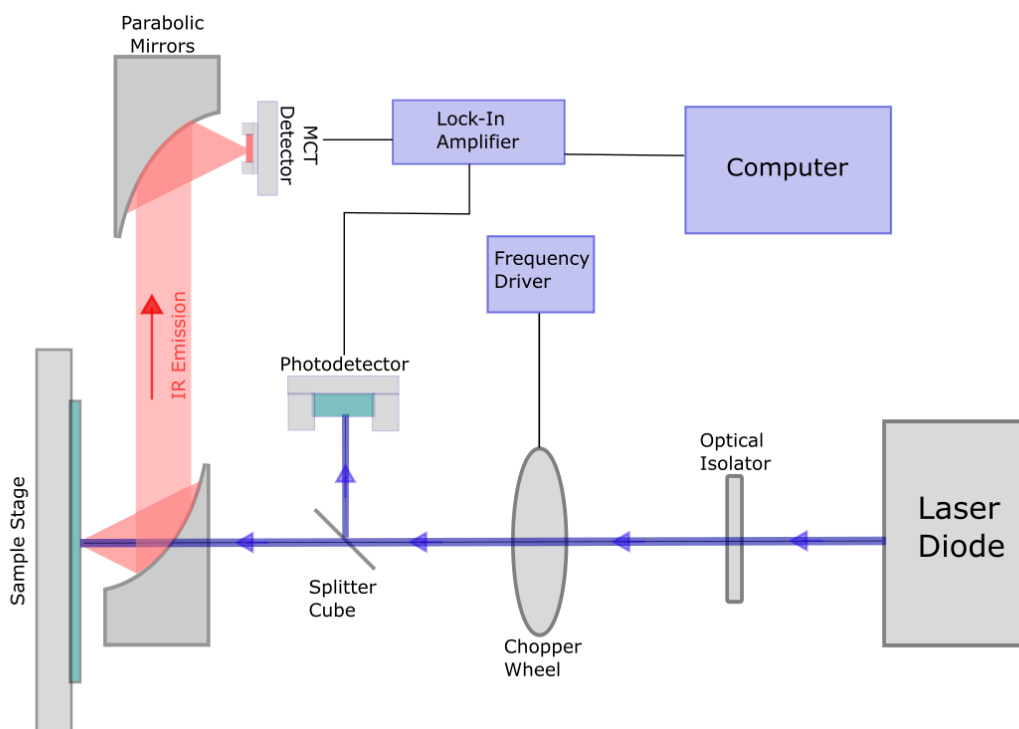 Parabolic
Mirrors
MCT
Detector
Lock-In
Amplifier
Computer
Frequency
Driver
IR Emission
Photodetector
Optical
Isolator
Laser
Diode
Sample Stage
Splitter
Cube
Chopper
Wheel